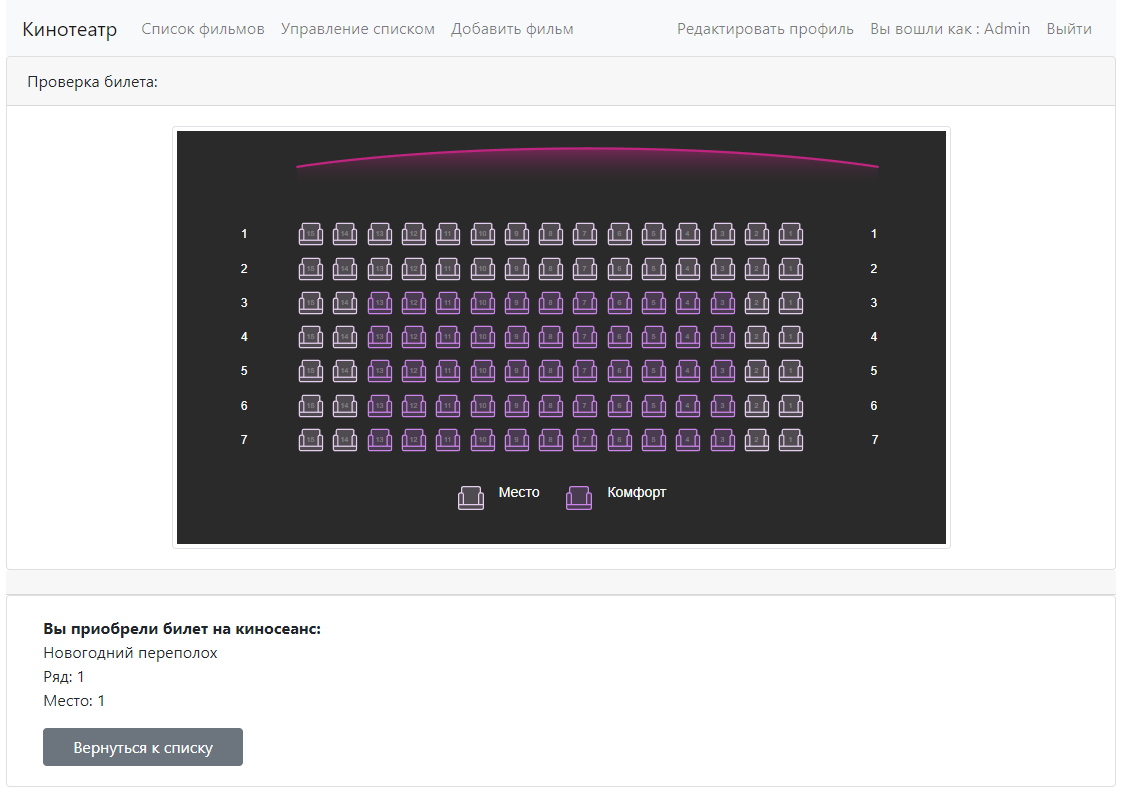 Кинотеатр Список фильмов Управление списком Добавить фильм Редактировать профиль Вы вошли как : Admin Выйти
Проверка билета:
1 15 14 13 12 11 10 9 8 7 6 5 4 3 2 1 1
2 15 14 13 12 11 10 9 8 7 6 5 4 3 2 1 2
3 15 14 13 12 11 10 9 8 7 6 5 4 3 2 1 3
4 15 14 13 12 11 10 9 8 7 6 5 4 3 2 1 4
5 15 14 13 12 11 10 9 8 7 6 5 4 3 2 1 5
6 15 14 13 12 11 10 9 8 7 6 5 4 3 2 1 6
7 15 14 13 12 11 10 9 8 7 6 5 4 3 2 1 7
Место Комфорт
Вы приобрели билет на киносеанс:
Новогодний переполох
Ряд: 1
Место: 1
Вернуться к списку